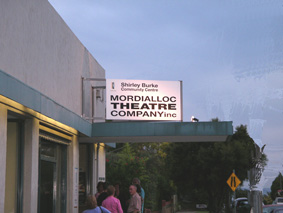 Shirley Burke
Community Centre
MORDIALLOC
THEATRE
COMPANY inc